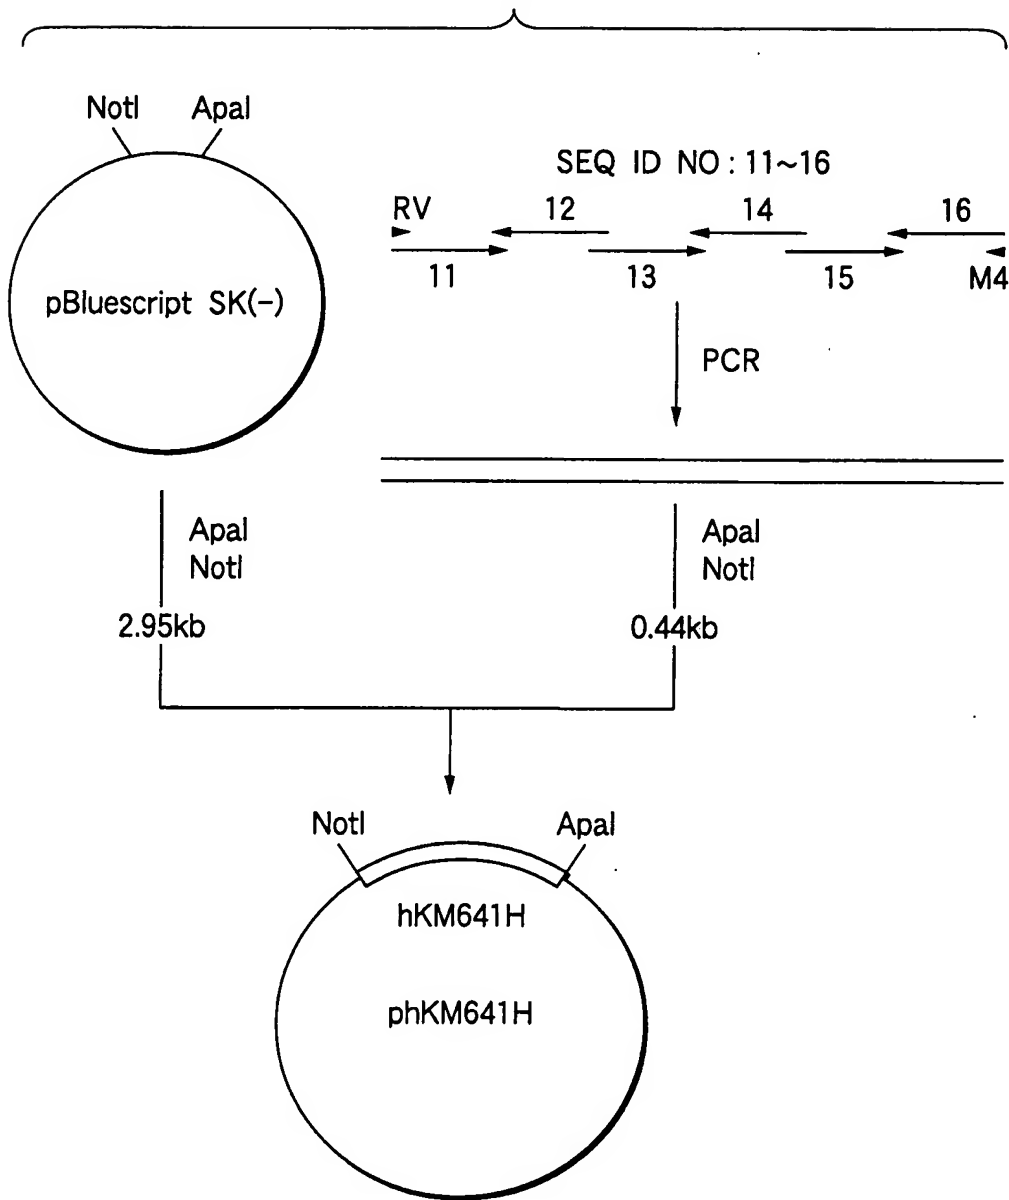 NotI ApaI
pBluescript SK(-)
SEQ ID NO : 11~16
RV 12 14 16
11 13 15 M4
PCR
ApaI
NotI
2.95kb
ApaI
NotI
0.44kb
NotI ApaI
hKM641H
phKM641H